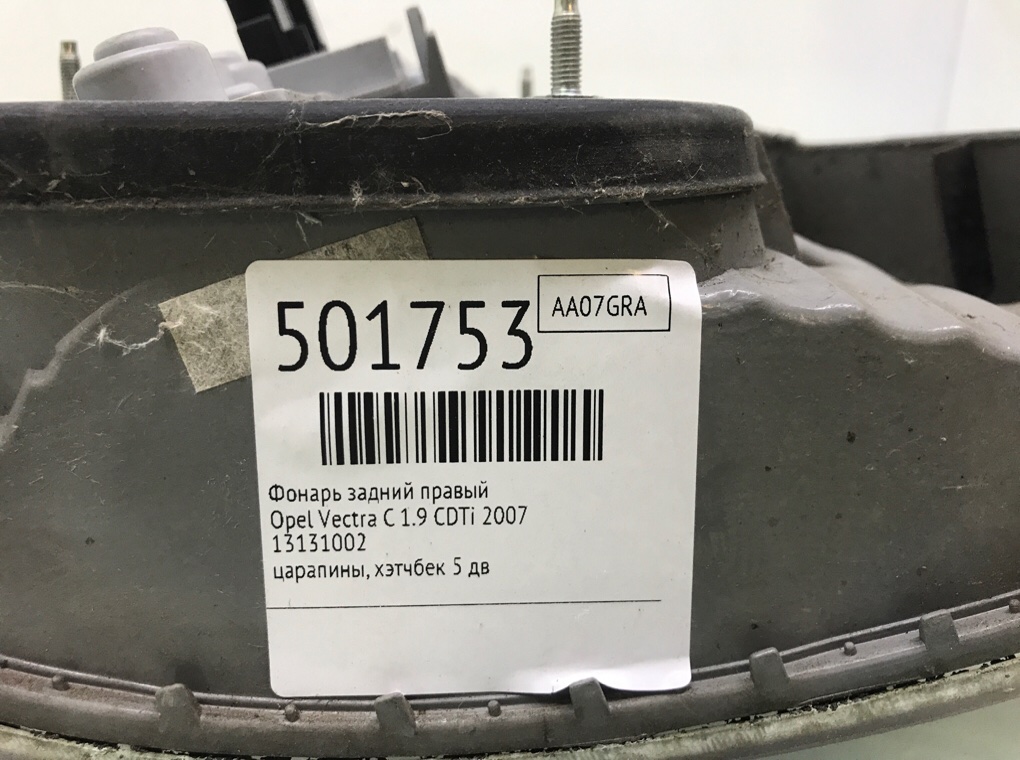 501753
AA07GRA
Фонарь задний правый
Opel Vectra C 1.9 CDTi 2007
13131002
царапины, хэтчбек 5 дв